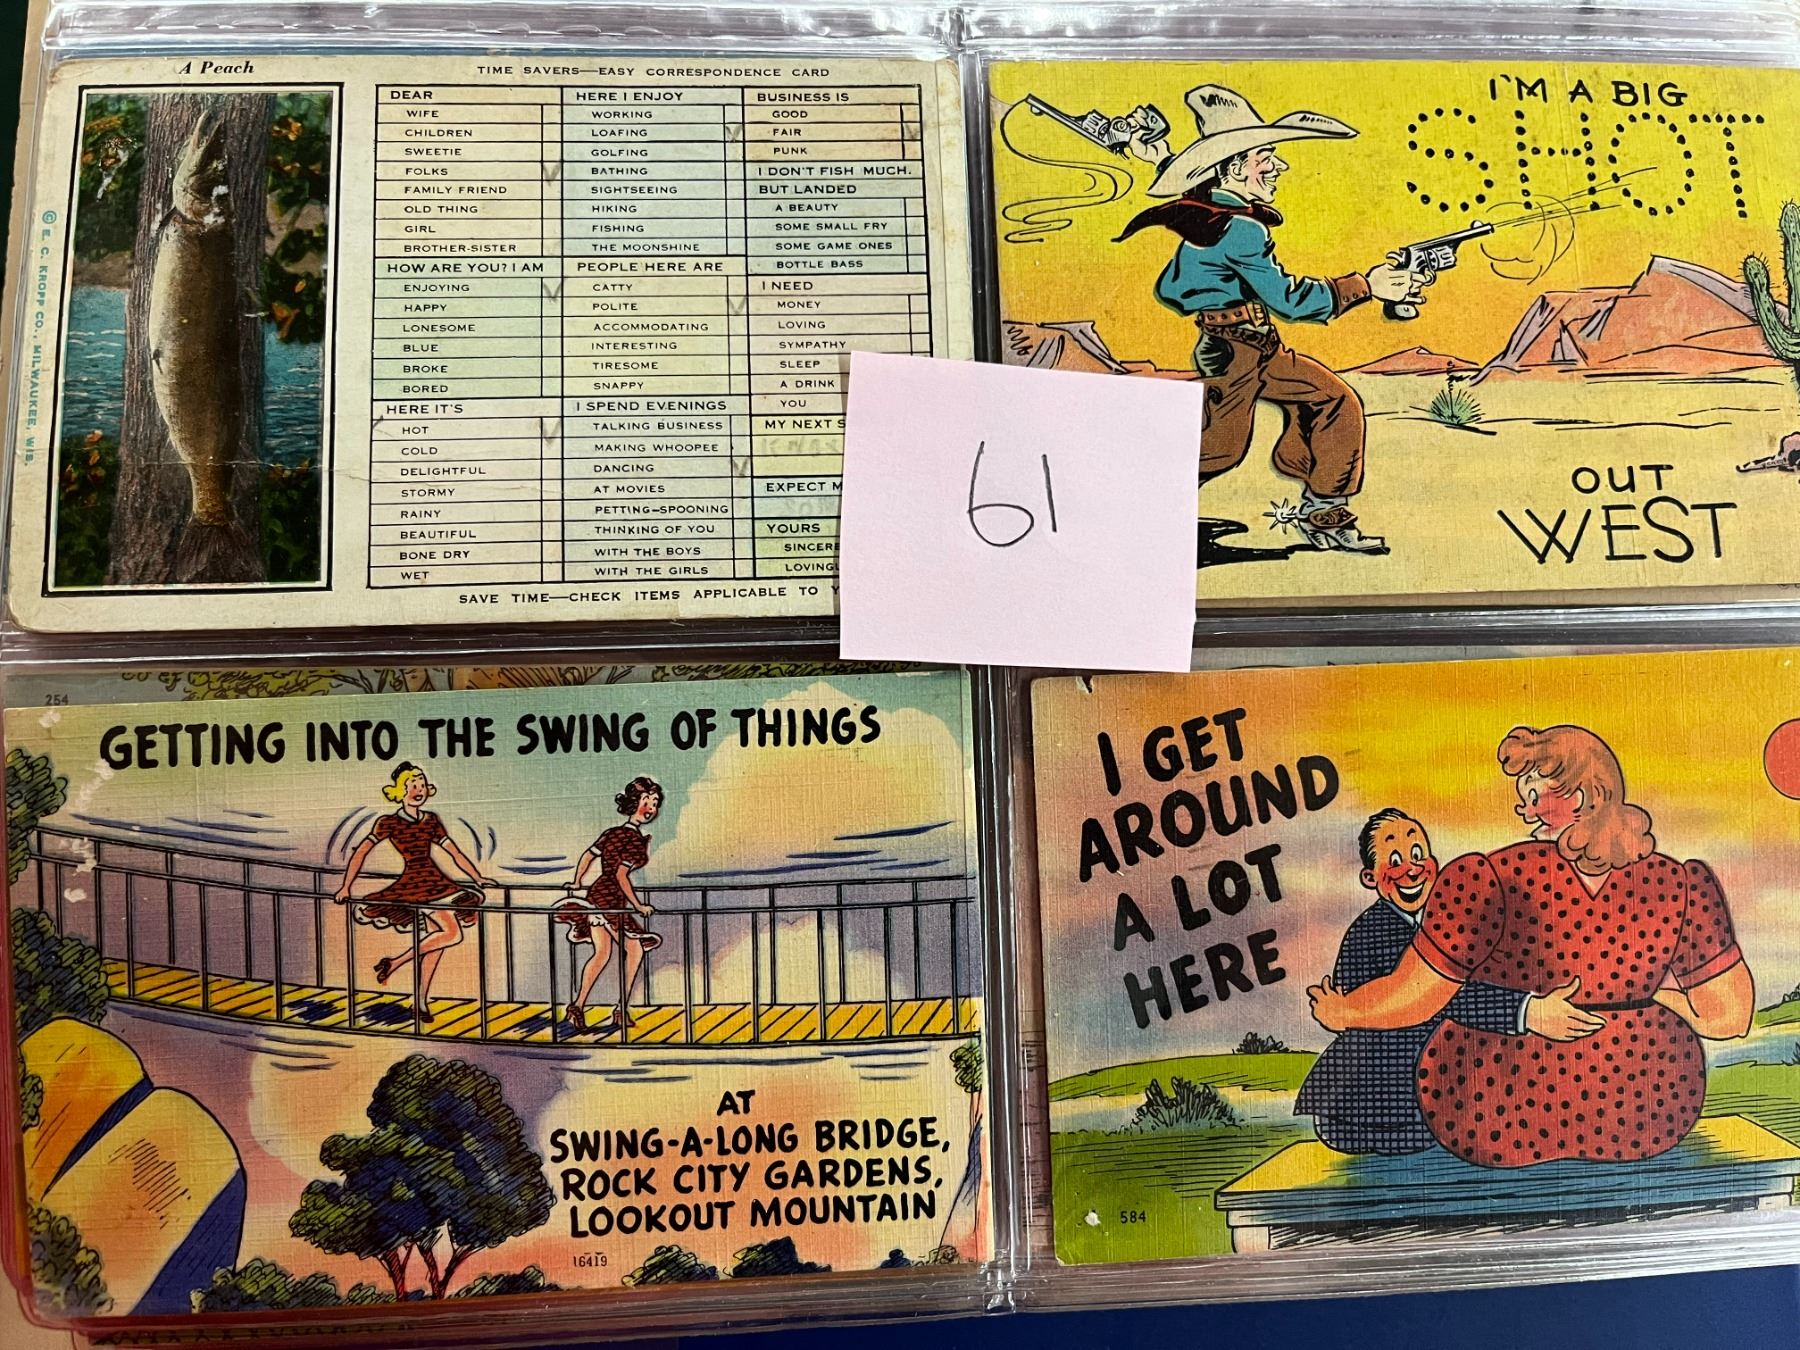 A Peach
TIME SAVERS—EASY CORRESPONDENCE CARD
© E. C. KROPP CO., MILWAUKEE, WIS.
DEAR
WIFE
CHILDREN
SWEETIE
FOLKS
FAMILY FRIEND
OLD THING
GIRL
BROTHER-SISTER
HOW ARE YOU? I AM
ENJOYING
HAPPY
LONESOME
BLUE
BROKE
BORED
HERE IT'S
HOT
COLD
DELIGHTFUL
STORMY
RAINY
BEAUTIFUL
BONE DRY
WET
HERE I ENJOY
WORKING
LOAFING
GOLFING
BATHING
SIGHTSEEING
HIKING
FISHING
THE MOONSHINE
PEOPLE HERE ARE
CATTY
POLITE
ACCOMMODATING
INTERESTING
TIRESOME
SNAPPY
I SPEND EVENINGS
TALKING BUSINESS
MAKING WHOOPEE
DANCING
AT MOVIES
PETTING-SPOONING
THINKING OF YOU
WITH THE BOYS
WITH THE GIRLS
BUSINESS IS
GOOD
FAIR
PUNK
I DON'T FISH MUCH.
BUT LANDED
A BEAUTY
SOME SMALL FRY
SOME GAME ONES
BOTTLE BASS
I NEED
MONEY
LOVING
SYMPATHY
SLEEP
A DRINK
YOU
MY NEXT
EXPECT
YOURS
SAVE TIME—CHECK ITEMS APPLICABLE TO
I'M A BIG
SHOT
OUT
WEST
61
254
GETTING INTO THE SWING OF THINGS
AT
SWING-A-LONG BRIDGE,
ROCK CITY GARDENS,
LOOKOUT MOUNTAIN
16419
I GET
AROUND
A LOT
HERE
584